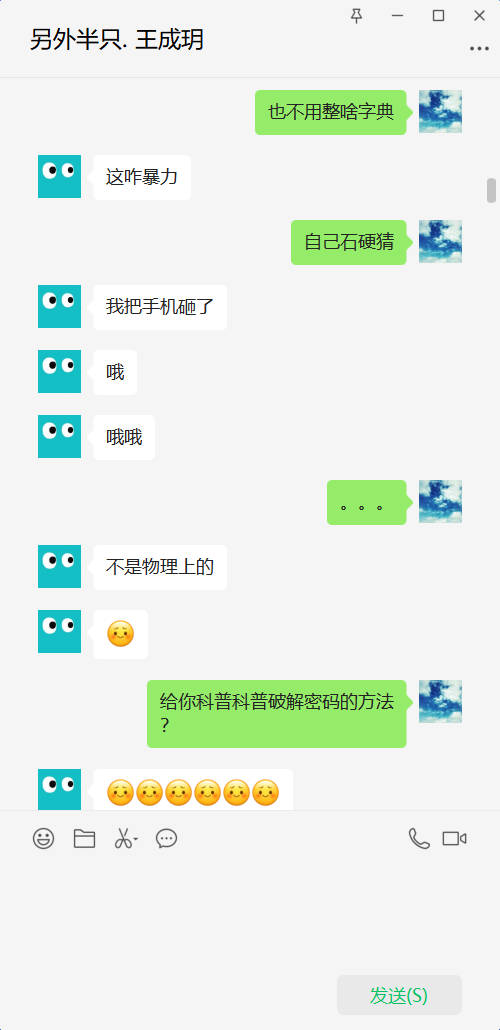 另外半只. 王成玥
也不用整啥字典
这咋暴力
自己石硬猜
我把手机砸了
哦
哦哦
。。。
不是物理上的
给你科普科普破解密码的方法
？
发送(S)